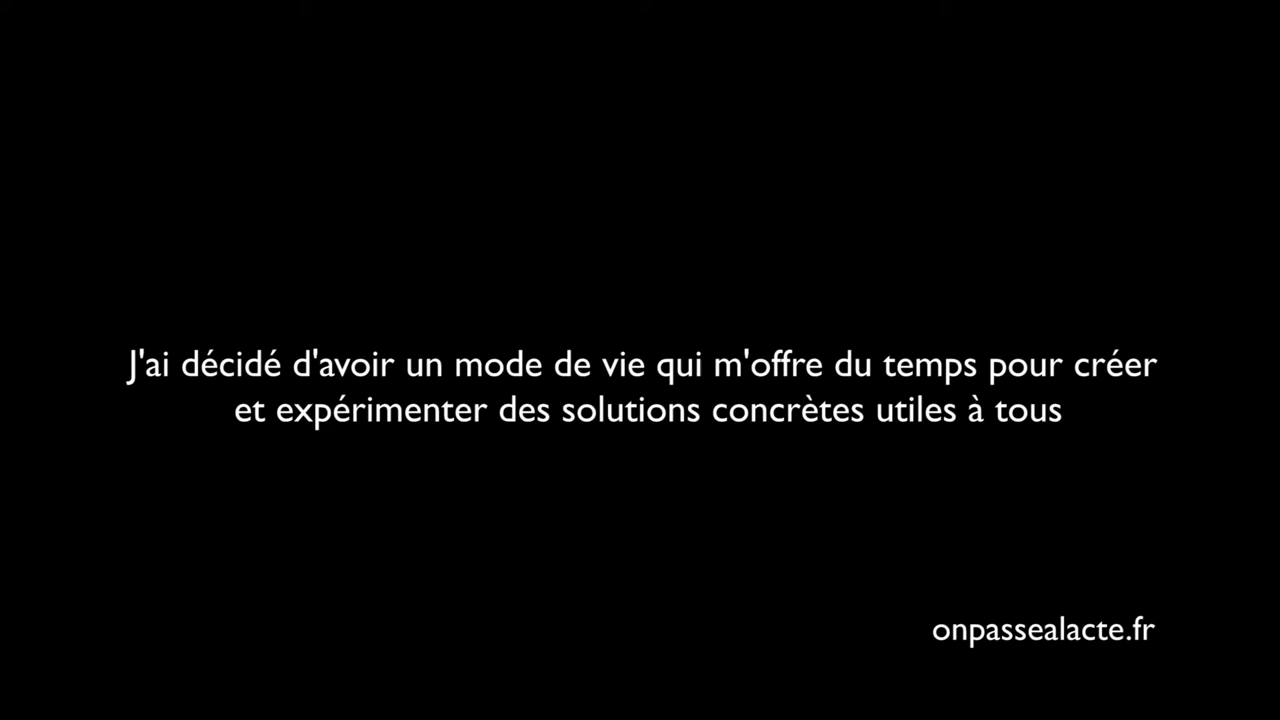 J'ai décidé d'avoir un mode de vie qui m'offre du temps pour créer
et expérimenter des solutions concrètes utiles à tous
onpassealacte.fr